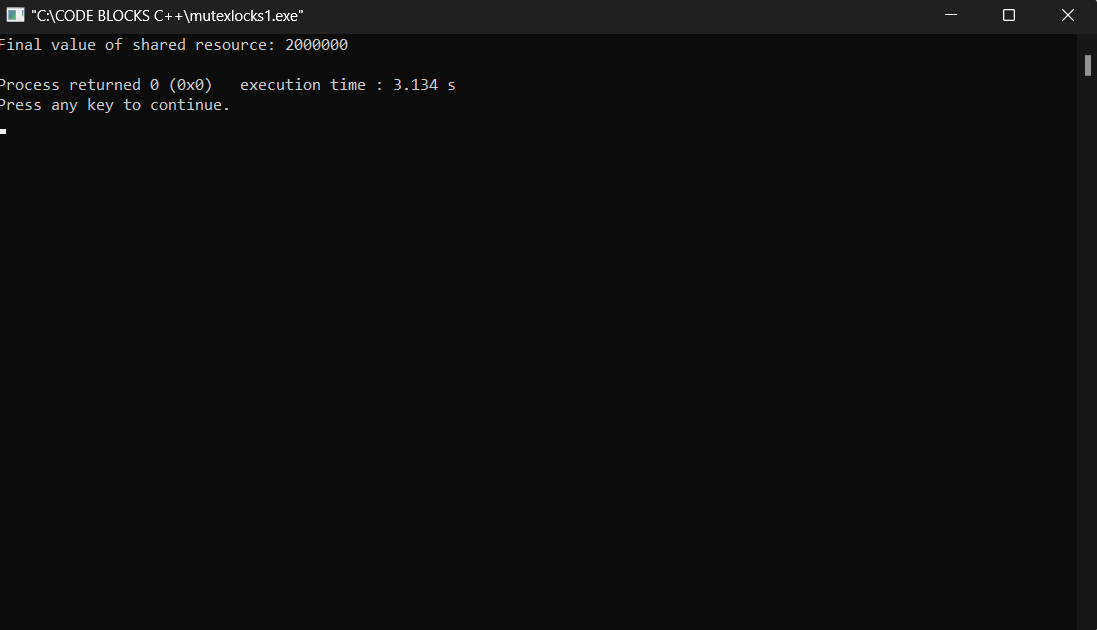 "C:\CODE BLOCKS C++\mutexlocks1.exe"
Final value of shared resource: 2000000
Process returned 0 (0x0)   execution time : 3.134 s
Press any key to continue.